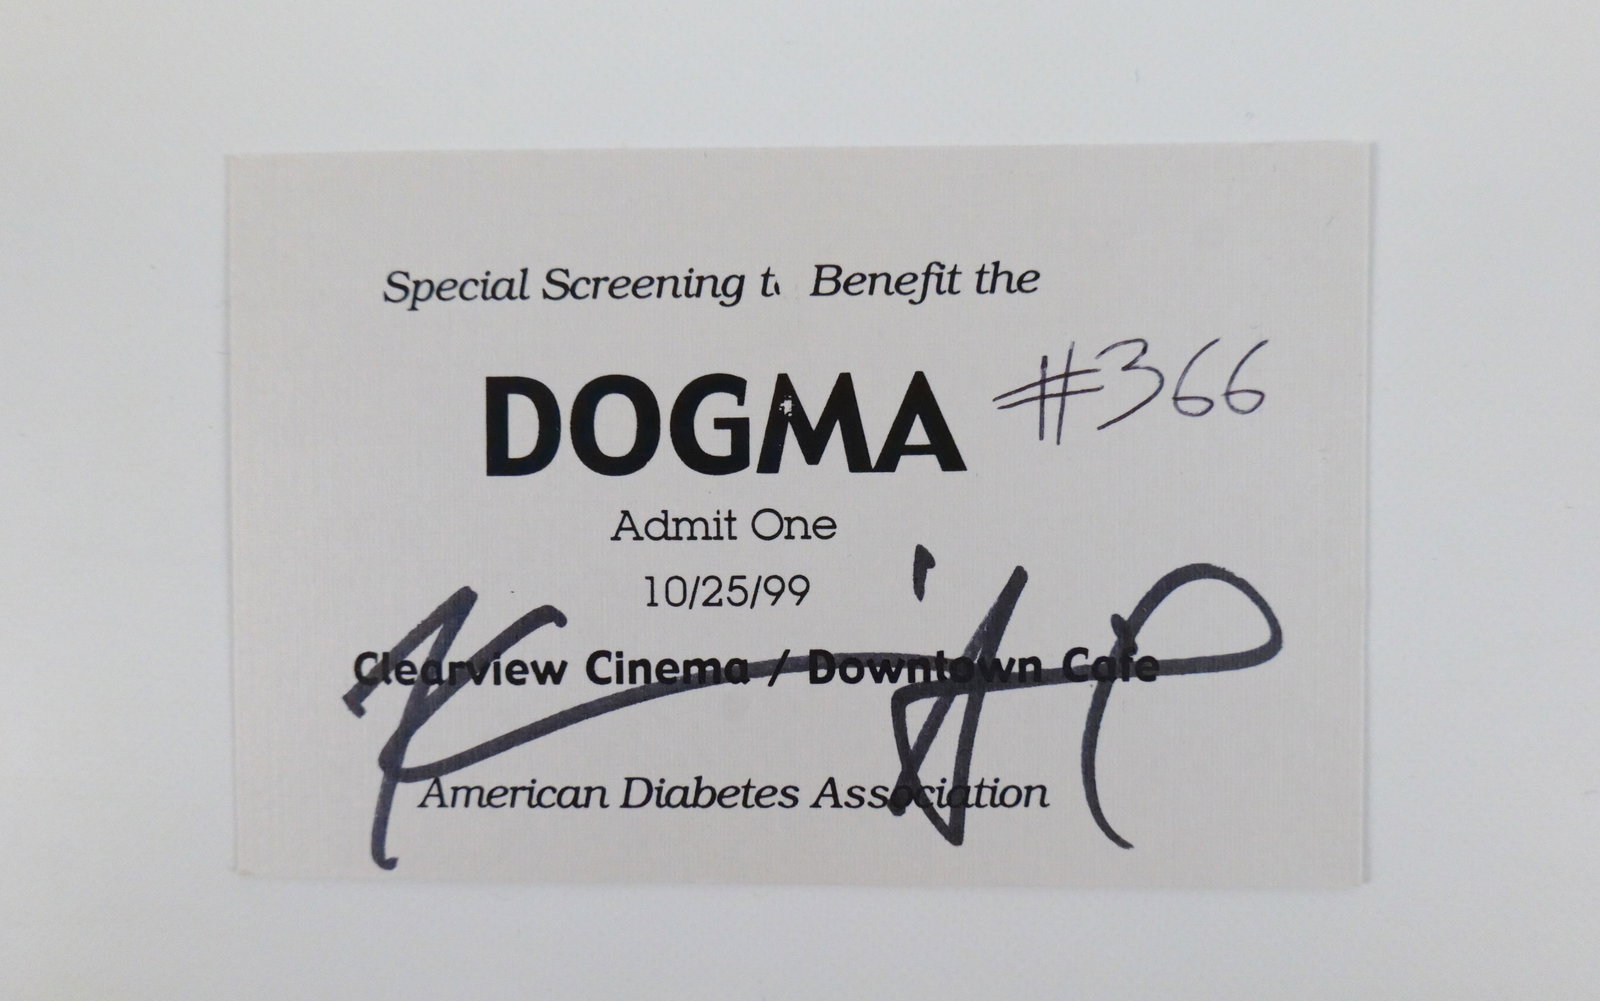 Special Screening t Benefit the
DOGMA
#366
Admit One
10/25/99
Clearview Cinema / Downtown Cafe
American Diabetes Association